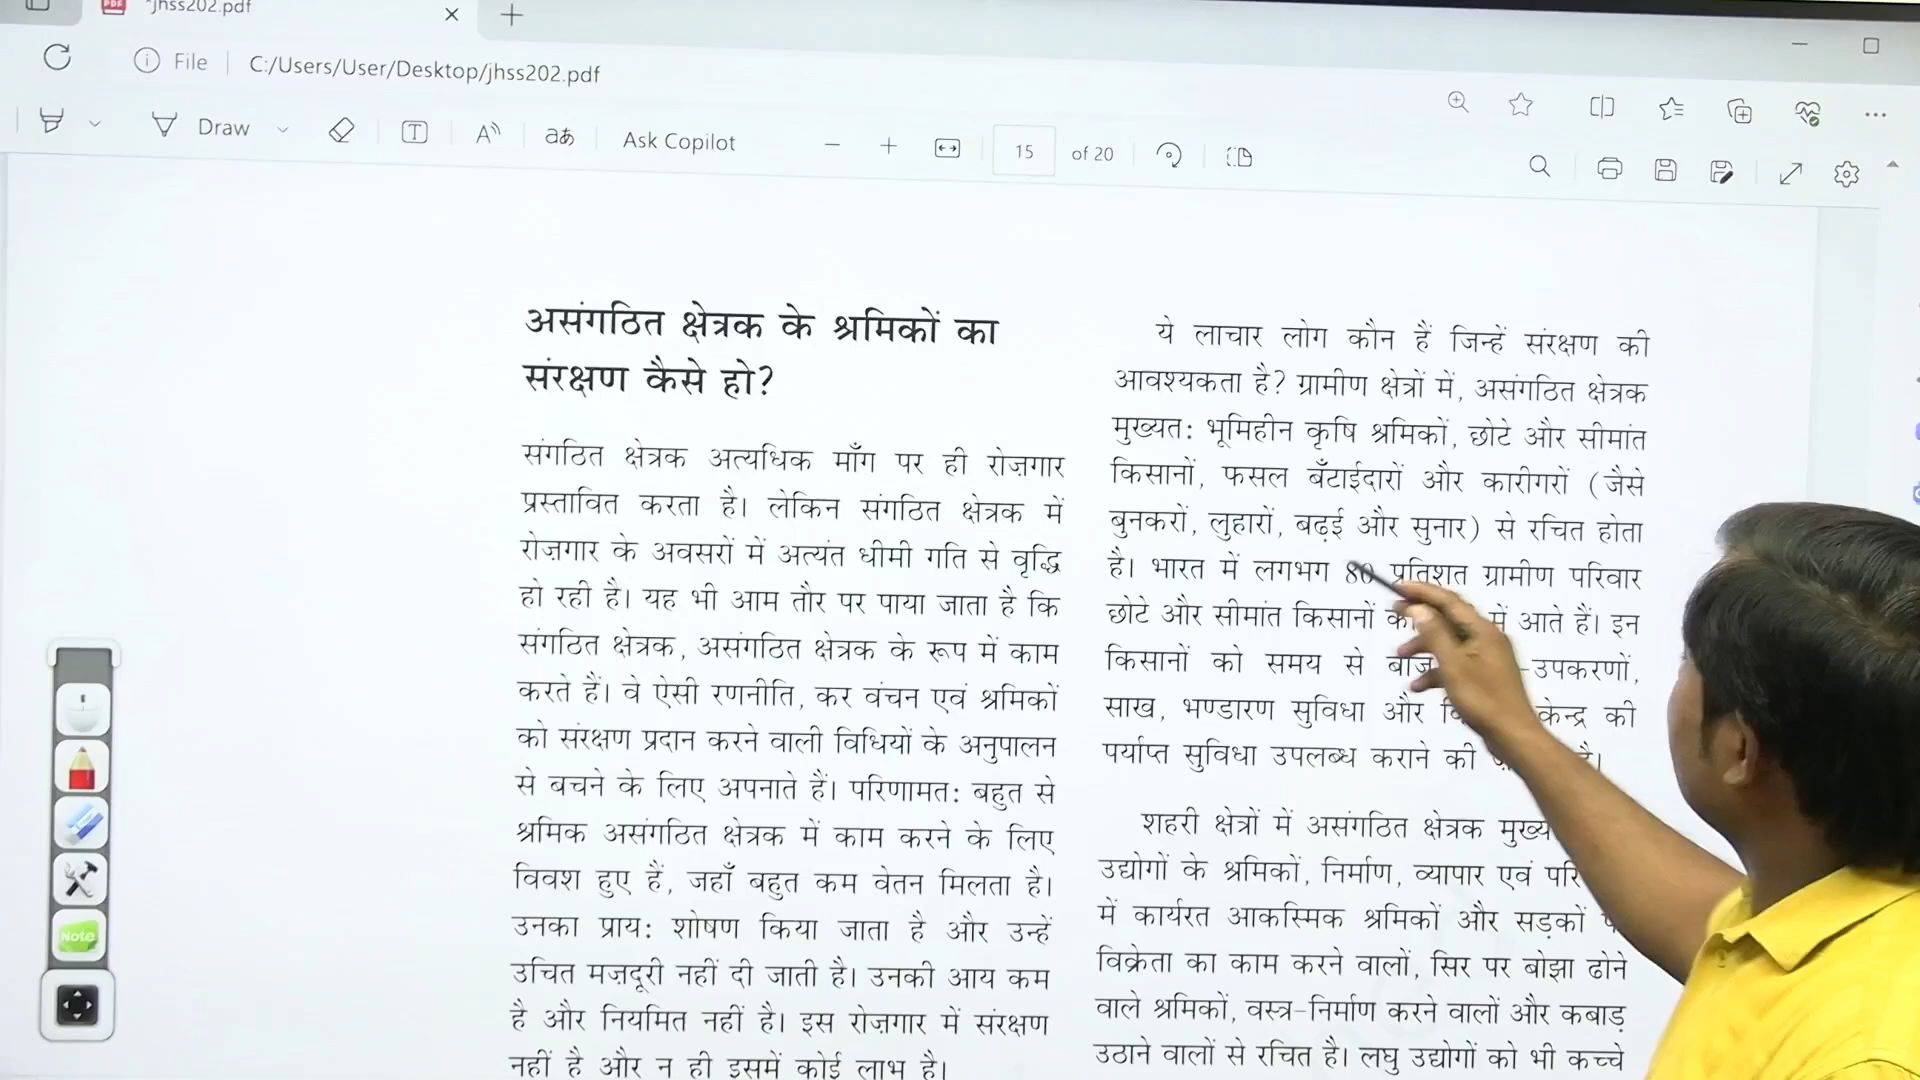 *jhss202.pdf
File
C:/Users/User/Desktop/jhss202.pdf
Draw
Ask Copilot
15 of 20
असंगठित क्षेत्रक के श्रमिकों का
संरक्षण कैसे हो?
संगठित क्षेत्रक अत्यधिक माँग पर ही रोज़गार
प्रस्तावित करता है। लेकिन संगठित क्षेत्रक में
रोज़गार के अवसरों में अत्यंत धीमी गति से वृद्धि
हो रही है। यह भी आम तौर पर पाया जाता है कि
संगठित क्षेत्रक, असंगठित क्षेत्रक के रूप में काम
करते हैं। वे ऐसी रणनीति, कर वंचन एवं श्रमिकों
को संरक्षण प्रदान करने वाली विधियों के अनुपालन
से बचने के लिए अपनाते हैं। परिणामतः बहुत से
श्रमिक असंगठित क्षेत्रक में काम करने के लिए
विवश हुए हैं, जहाँ बहुत कम वेतन मिलता है।
उनका प्रायः शोषण किया जाता है और उन्हें
उचित मज़दूरी नहीं दी जाती है। उनकी आय कम
है और नियमित नहीं है। इस रोज़गार में संरक्षण
नहीं है और न ही इसमें कोई लाभ है।
ये लाचार लोग कौन हैं जिन्हें संरक्षण की
आवश्यकता है? ग्रामीण क्षेत्रों में, असंगठित क्षेत्रक
मुख्यतः भूमिहीन कृषि श्रमिकों, छोटे और सीमांत
किसानों, फसल बँटाईदारों और कारीगरों (जैसे
बुनकरों, लुहारों, बढ़ई और सुनार) से रचित होता
है। भारत में लगभग 80 प्रतिशत ग्रामीण परिवार
छोटे और सीमांत किसानों में आते हैं। इन
किसानों को समय से -उपकरणों,
साख, भण्डारण सुविधा और केन्द्र की
पर्याप्त सुविधा उपलब्ध कराने की है।
शहरी क्षेत्रों में असंगठित क्षेत्रक
उद्योगों के श्रमिकों, निर्माण, व्यापार एवं
में कार्यरत आकस्मिक श्रमिकों और सड़कों
विक्रेता का काम करने वालों, सिर पर बोझा ढोने
वाले श्रमिकों, वस्त्र-निर्माण करने वालों और कबाड़
उठाने वालों से रचित है। लघु उद्योगों को भी कच्चे
Note